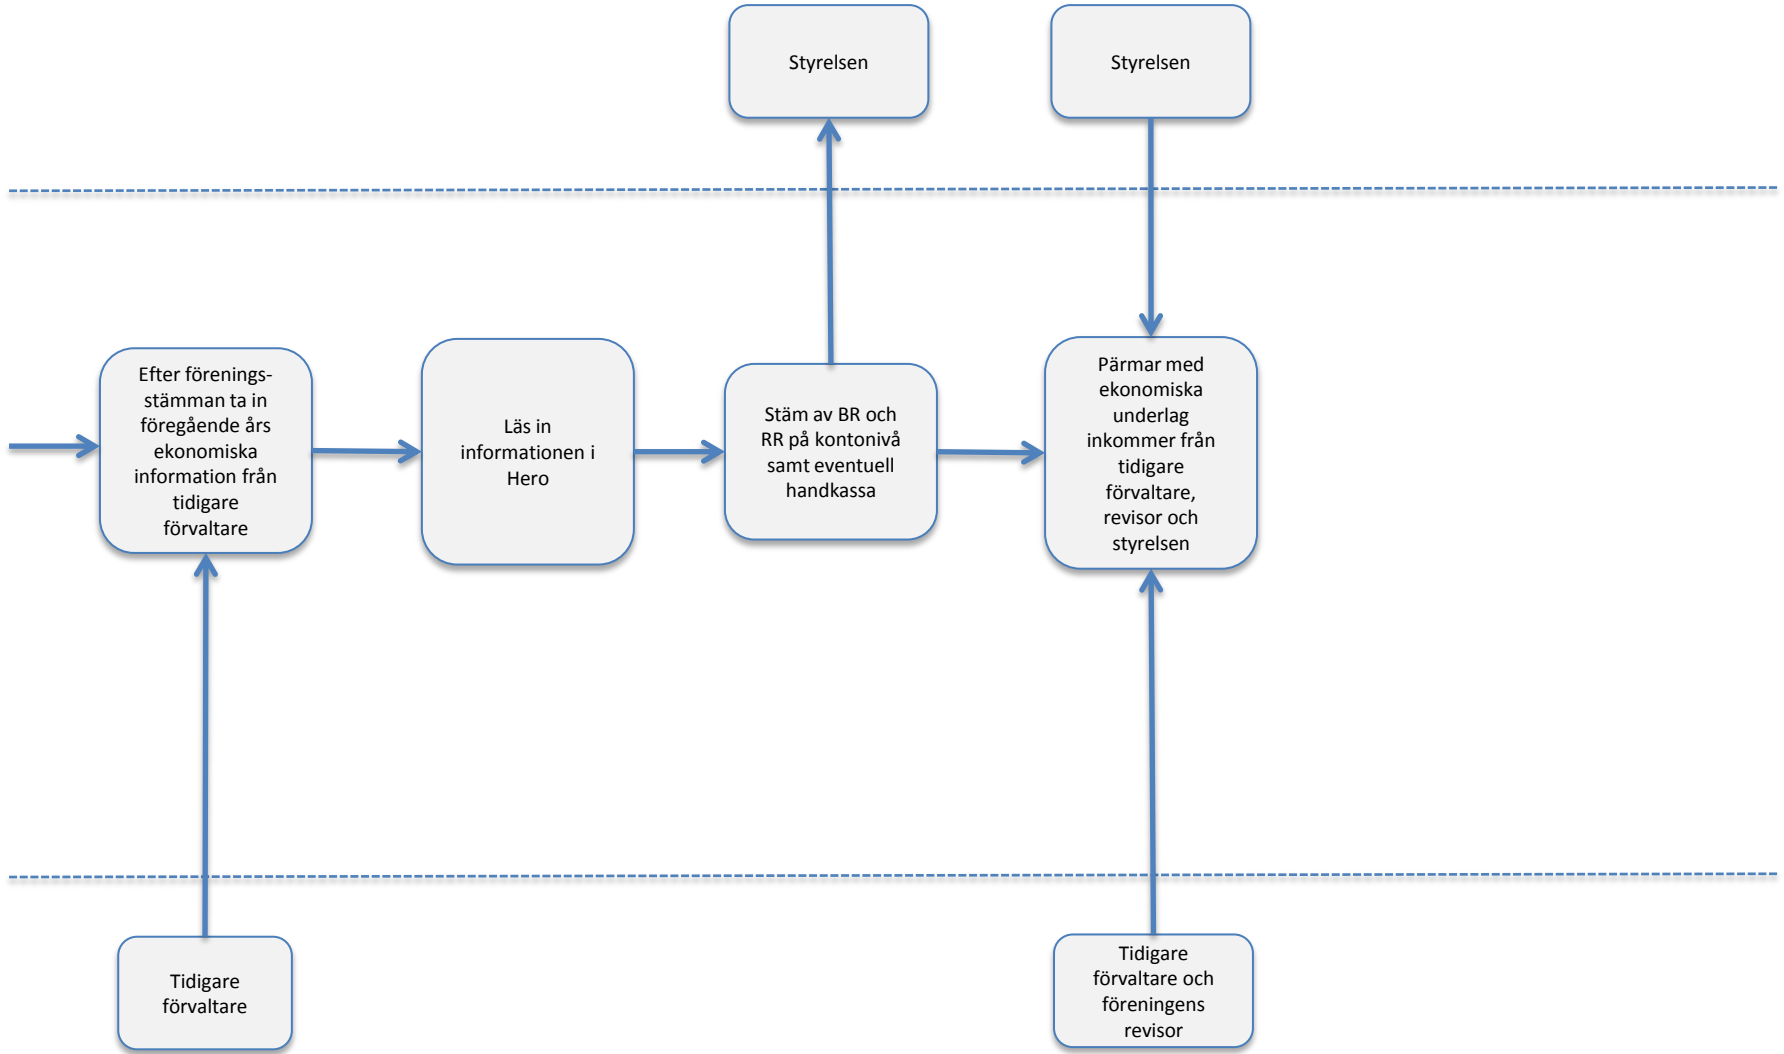 Styrelsen
Styrelsen
Efter förenings-
stämman ta in
föregående års
ekonomiska
information från
tidigare
förvaltare
Läs in
informationen i
Hero
Stäm av BR och
RR på kontonivå
samt eventuell
handkassa
Pärmar med
ekonomiska
underlag
inkommer från
tidigare
förvaltare,
revisor och
styrelsen
Tidigare
förvaltare
Tidigare
förvaltare och
föreningens
revisor